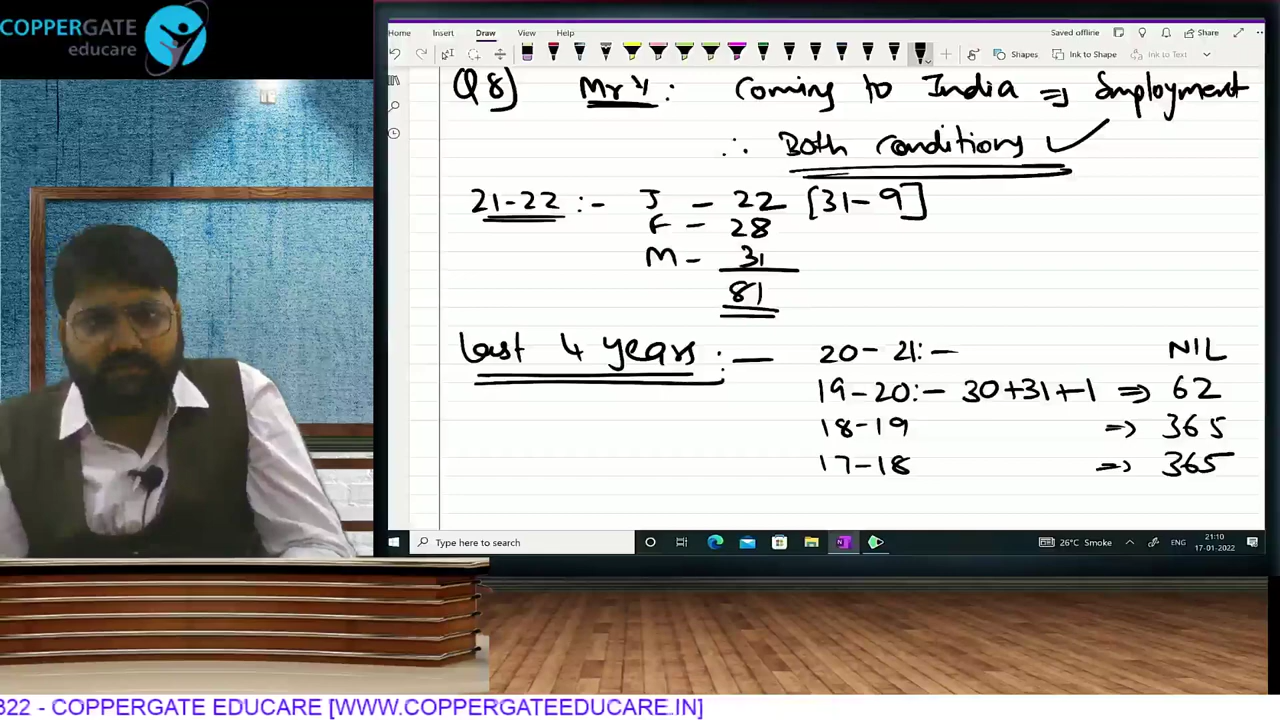 COPPERGATE
educare
Home Insert Draw View Help
Saved offline
Share
Shapes
Ink to Shape
Ink to Text
Q8] Mr Y: Coming to India ⇒ Employment
∴ Both conditions ✓
21-22 :- J - 22 [31-9]
F - 28
M - 31
81
last 4 years :- 20-21:- NIL
19-20:- 30+31+1 ⇒ 62
18-19 ⇒ 365
17-18 ⇒ 365
Type here to search
26°C Smoke
ENG
21:10
17-01-2022
322 - COPPERGATE EDUCARE [WWW.COPPERGATEEDUCARE.IN]